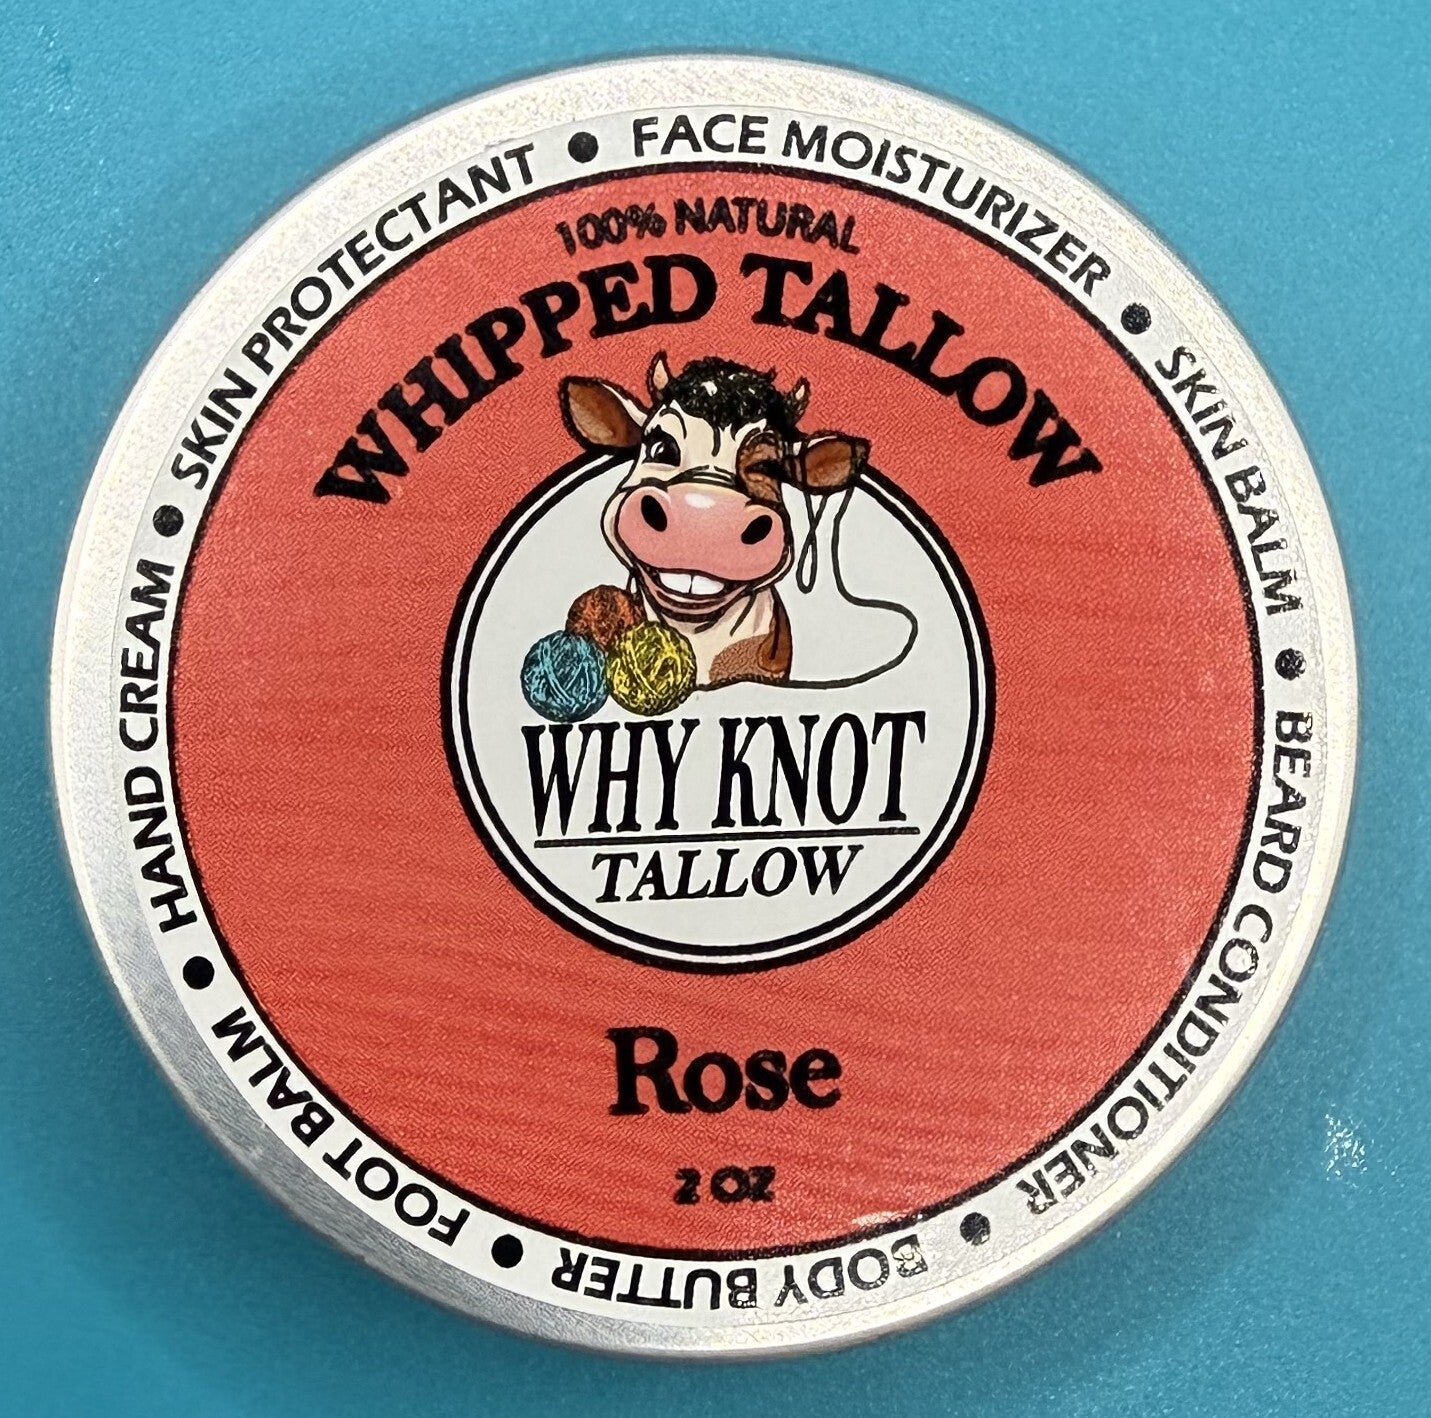 FACE MOISTURIZER • SKIN BALM • BEARD CONDITIONER • BODY BUTTER • FOOT BALM • HAND CREAM • SKIN PROTECTANT •
100% NATURAL
WHIPPED TALLOW
WHY KNOT
TALLOW
Rose
2 OZ